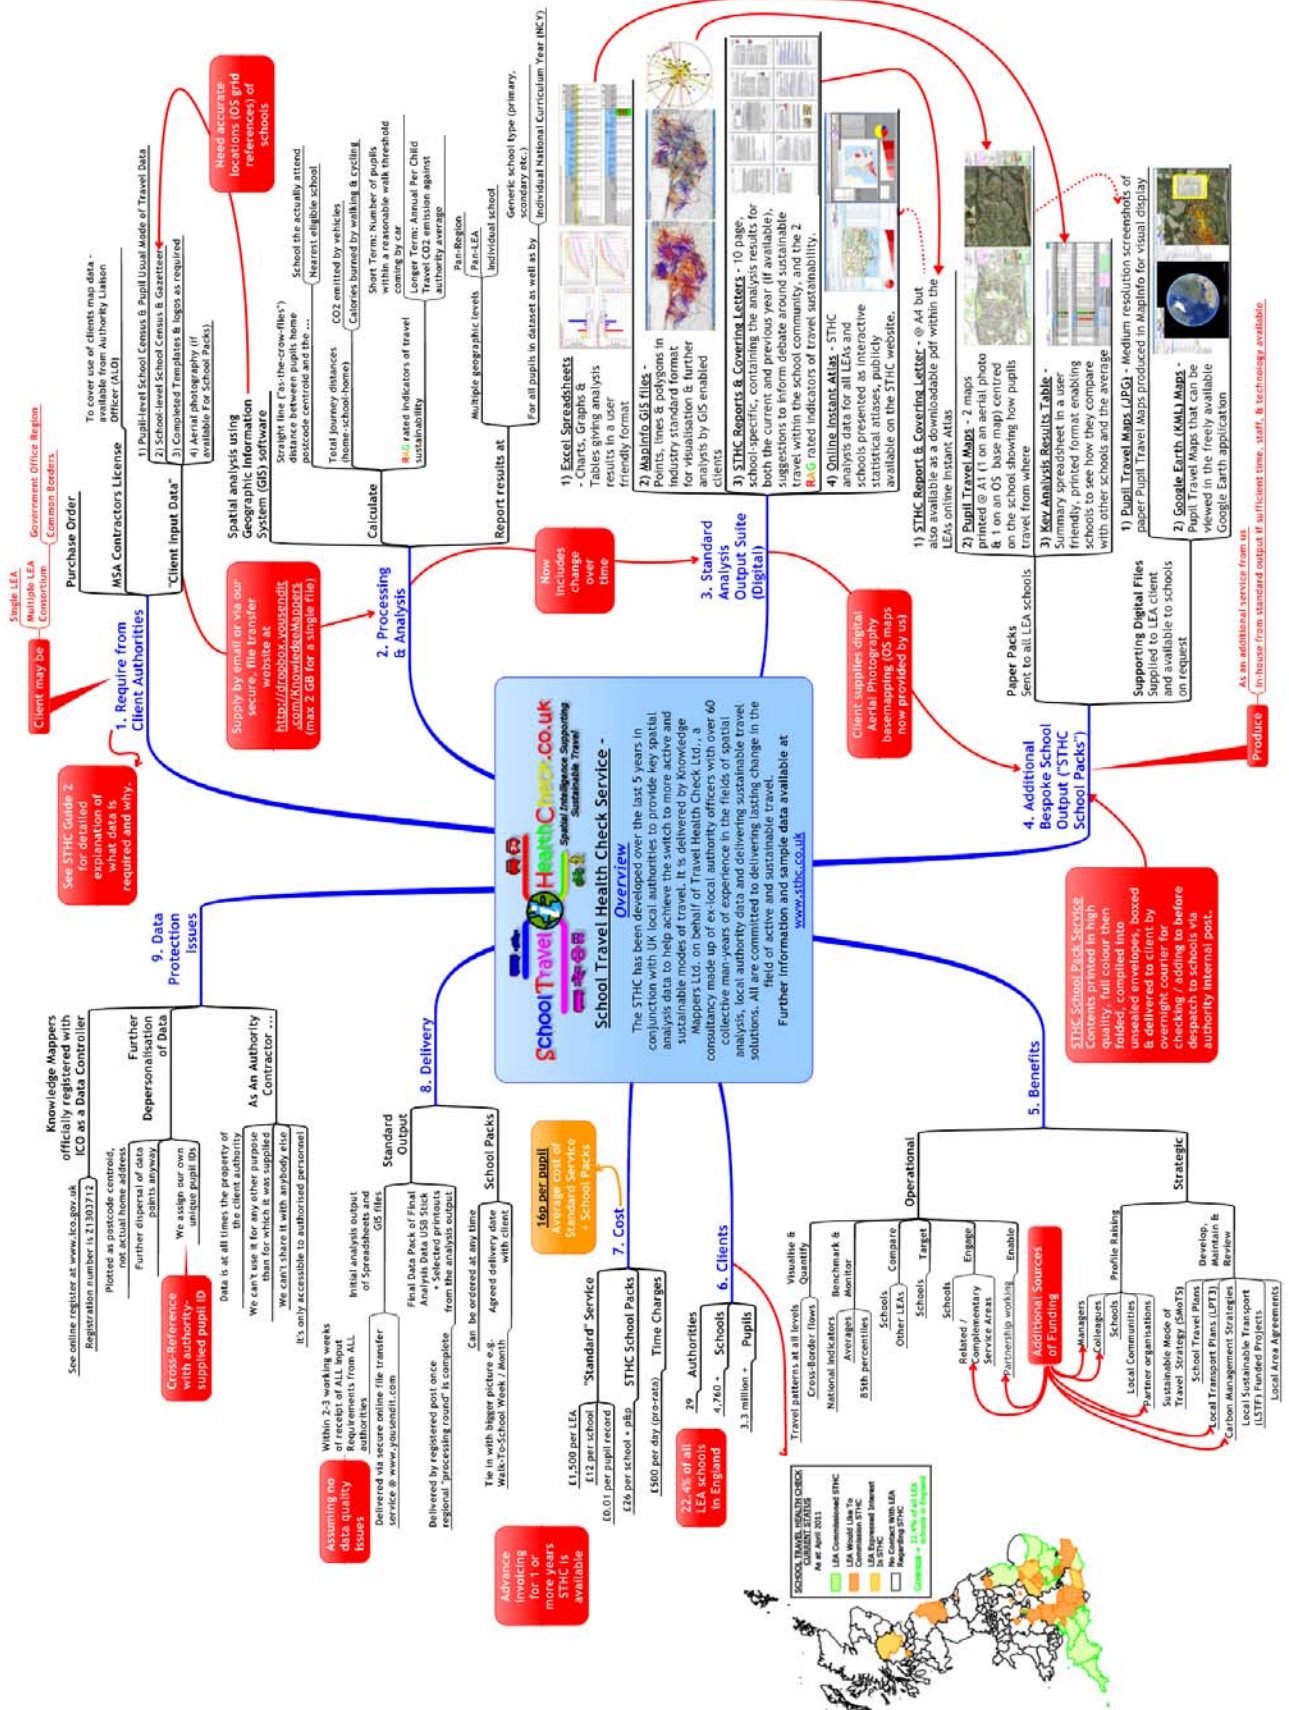 SchoolTravelHealthCheck.co.uk
Spatial Intelligence Supporting
Sustainable Travel
School Travel Health Check Service -
Overview
The STHC has been developed over the last 5 years in
conjunction with UK local authorities to provide key spatial
analysis data to help achieve the switch to more active and
sustainable modes of travel. It is delivered by Knowledge
Mappers Ltd. on behalf of Travel Health Check Ltd., a
consultancy made up of ex-local authority officers with over 60
collective man-years of experience in the fields of spatial
analysis, local authority data and delivering sustainable travel
solutions. All are committed to delivering lasting change in the
field of active and sustainable travel.
Further information and sample data available at
www.sthc.co.uk
1. Require from
Client Authorities
Client may be
Single LEA
Multiple LEA
Consortium
Government Office Region
Common Borders
See STHC Guide 2
for detailed
explanation of
what data is
required and why.
Purchase Order
MSA Contractors License
To cover use of clients map data -
available from Authority Liaison
Officer (ALO)
"Client Input Data"
1) Pupil-level School Census & Pupil Usual Mode of Travel Data
2) School-level School Census & Gazetteer
3) Completed Templates & logos as required
4) Aerial photography (if
available For School Packs)
Need accurate
locations (OS grid
references) of
schools
Supply by email or via our
secure, file transfer
website at
http://dropbox.yousendit
.com/KnowledgeMappers
(max 2 GB for a single file)
2. Processing
& Analysis
Spatial analysis using
Geographic Information
System (GIS) software
Calculate
Straight line ("as-the-crow-flies")
distance between pupils home
postcode centroid and the ...
School the actually attend
Nearest eligible school
Total journey distances
(home-school-home)
CO2 emitted by vehicles
Calories burned by walking & cycling
RAG rated indicators of travel
sustainability
Short Term: Number of pupils
within a reasonable walk threshold
coming by car
Longer Term: Annual Per Child
Travel CO2 emission against
authority average
Report results at
Multiple geographic levels
Pan-Region
Pan-LEA
Individual school
For all pupils in dataset as well as by
Generic school type (primary,
scondary etc.)
Individual National Curriculum Year (NCY)
Now
includes
change
over
time
3. Standard
Analysis
Output Suite
(Digital)
1) Excel Spreadsheets
- Charts, Graphs &
Tables giving analysis
results in a user
friendly format
2) MapInfo GIS files -
Points, lines & polygons in
industry standard format
for visualisation & further
analysis by GIS enabled
clients
3) STHC Reports & Covering Letters - 10 page,
school-specific, containing the analysis results for
both the current and previous year (if available),
suggestions to inform debate around sustainable
travel within the school community, and the 2
RAG rated indicators of travel sustainability.
4) Online Instant Atlas - STHC
analysis data for all LEAs and
schools presented as interactive
statistical atlases, publicly
available on the STHC website.
Client supplies digital
Aerial Photography
basemapping (OS maps
now provided by us)
4. Additional
Bespoke School
Output ("STHC
School Packs")
Paper Packs
Sent to all LEA schools
1) STHC Report & Covering Letter - @ A4 but
also available as a downloadable pdf within the
LEAs online Instant Atlas
2) Pupil Travel Maps - 2 maps
printed @ A1 (1 on an aerial photo
& 1 on an OS base map) centred
on the school showing how pupils
travel from where
3) Key Analysis Results Table -
Summary spreadsheet in a user
friendly, printed format enabling
schools to see how they compare
with other schools and the average
Supporting Digital Files
Supplied to LEA client
and available to schools
on request
1) Pupil Travel Maps (JPG) - Medium resolution screenshots of
paper Pupil Travel Maps produced in MapInfo for visual display
2) Google Earth (KML) Maps -
Pupil Travel Maps that can be
viewed in the freely available
Google Earth application
Produce
As an additional service from us
In-house from standard output if sufficient time, staff, & technology available
STHC School Pack Service
Contents printed in high
quality, full colour then
folded, compiled into
unsealed envelopes, boxed
& delivered to client by
overnight courier for
checking / adding to before
despatch to schools via
authority internal post.
5. Benefits
Operational
Visualise &
Quantify
Travel patterns at all levels
Cross-Border flows
Benchmark &
Monitor
National Indicators
Averages
85th percentiles
Compare
Schools
Other LEAs
Target
Schools
Engage
Schools
Related /
Complementary
Service Areas
Enable
Partnership working
Additional Sources
of Funding
Strategic
Profile Raising
Managers
Colleagues
Schools
Local Communities
Partner organisations
Develop,
Maintain &
Review
Sustainable Mode of
Travel Strategy (SMoTS)
School Travel Plans
Local Transport Plans (LPT3)
Carbon Management Strategies
Local Sustainable Transport
(LSTF) Funded Projects
Local Area Agreements
6. Clients
29 Authorities
4,760 + Schools
3.3 million + Pupils
22.4% of all
LEA schools
in England
SCHOOL TRAVEL HEALTH CHECK
CURRENT STATUS
As at April 2011
LEA Commissioned STHC
LEA Would Like To
Commission STHC
LEA Expressed Interest
In STHC
No Contact With LEA
Regarding STHC
Coverage = 22.4% of all LEA
schools in England
7. Cost
16p per pupil
Average cost of
Standard Service
+ School Packs
"Standard" Service
£1,500 per LEA
£12 per school
£0.01 per pupil record
STHC School Packs
£26 per school + p&p
Time Charges
£500 per day (pro-rata)
Advance
invoicing
for 1 or
more years
STHC is
available
8. Delivery
Standard
Output
Initial analysis output
of Spreadsheets and
GIS files
Within 2-3 working weeks
of receipt of ALL Input
Requirements from ALL
authorities
Assuming no
data quality
issues
Delivered via secure online file transfer
service @ www.yousendit.com
Final Data Pack of Final
Analysis Data USB Stick
+ Selected printouts
from the analysis output
Delivered by registered post once
regional "processing round" is complete
School Packs
Can be ordered at any time
Agreed delivery date
with client
Tie in with bigger picture e.g.
Walk-To-School Week / Month
9. Data
Protection
Issues
Knowledge Mappers
officially registered with
ICO as a Data Controller
See online register at www.ico.gov.uk
Registration number is Z1303712
Further
Depersonalisation
of Data
Plotted as postcode centroid,
not actual home address
Further dispersal of data
points anyway
We assign our own
unique pupil IDs
Cross-Reference
with authority-
supplied pupil ID
As An Authority
Contractor ...
Data is at all times the property of
the client authority
We can't use it for any other purpose
than for which it was supplied
We can't share it with anybody else
It's only accessible to authorised personnel